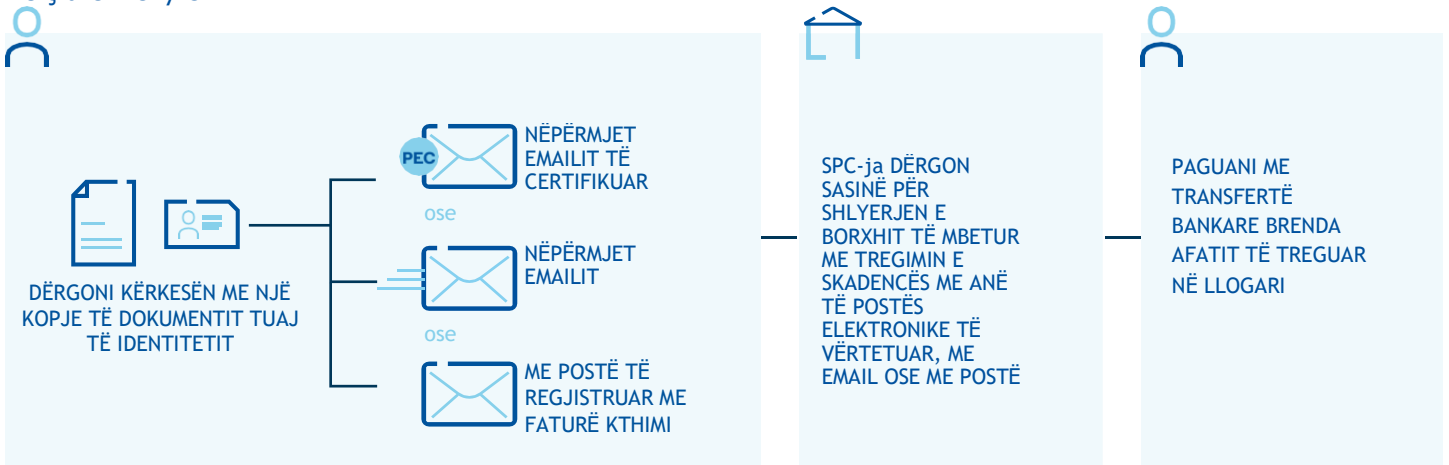 DËRGONI KËRKESËN ME NJË
KOPJE TË DOKUMENTIT TUAJ
TË IDENTITETIT
PEC
NËPËRMJET
EMAILIT TË
CERTIFIKUAR
ose
NËPËRMJET
EMAILIT
ose
ME POSTË TË
REGJISTRUAR ME
FATURË KTHIMI
SPC-ja DËRGON
SASINË PËR
SHLYERJEN E
BORXHIT TË MBETUR
ME TREGIMIN E
SKADENCËS ME ANË
TË POSTËS
ELEKTRONIKE TË
VËRTETUAR, ME
EMAIL OSE ME POSTË
PAGUANI ME
TRANSFERTË
BANKARE BRENDA
AFATIT TË TREGUAR
NË LLOGARI